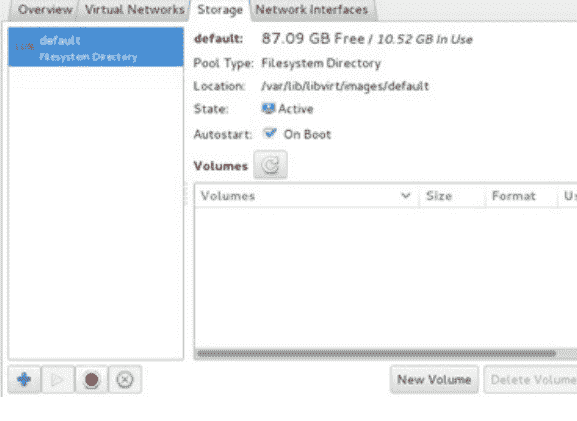 Overview Virtual Networks Storage Network Interfaces
default
Filesystem Directory
default: 87.09 GB Free / 10.52 GB In Use
Pool Type: Filesystem Directory
Location: /var/lib/libvirt/images/default
State: Active
Autostart: On Boot
Volumes
Volumes Size Format Us
New Volume Delete Volume